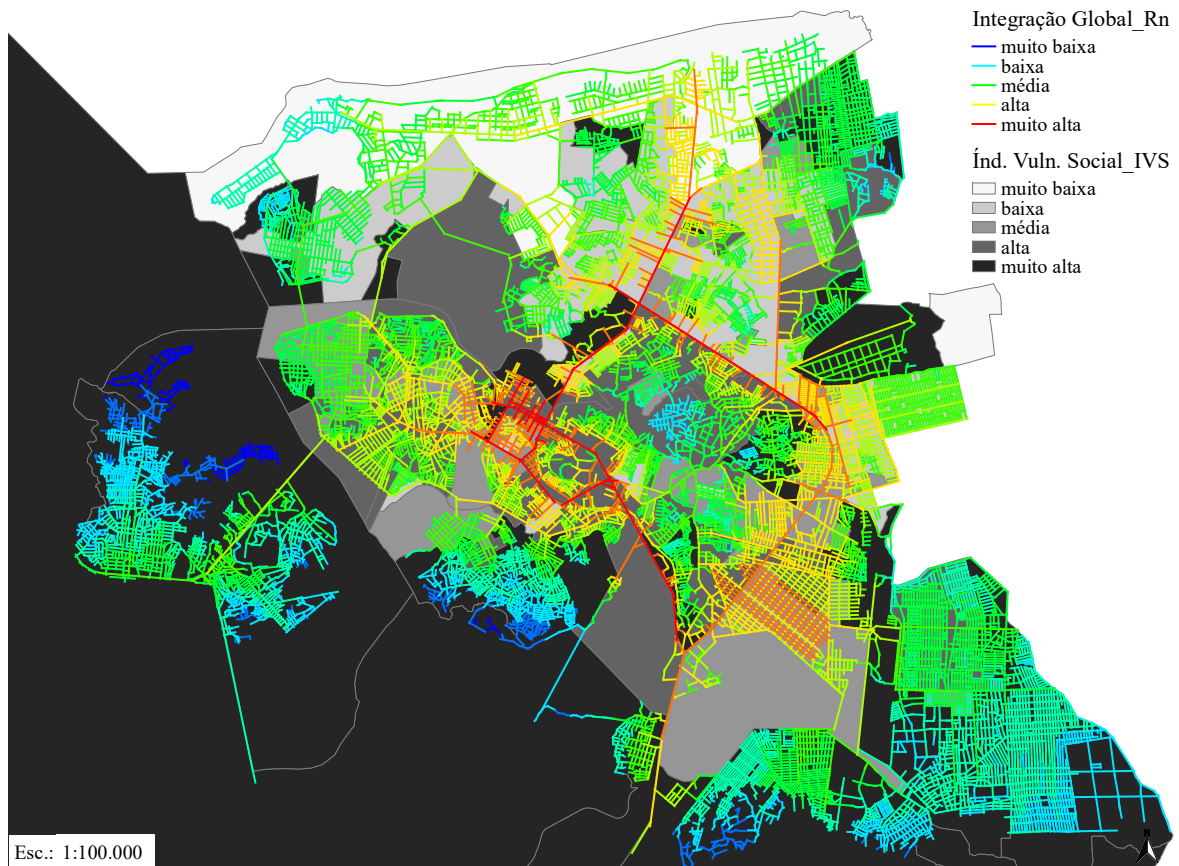 Integração Global_Rn
muito baixa
baixa
média
alta
muito alta
Índ. Vuln. Social_IVS
muito baixa
baixa
média
alta
muito alta
Esc.: 1:100.000
N